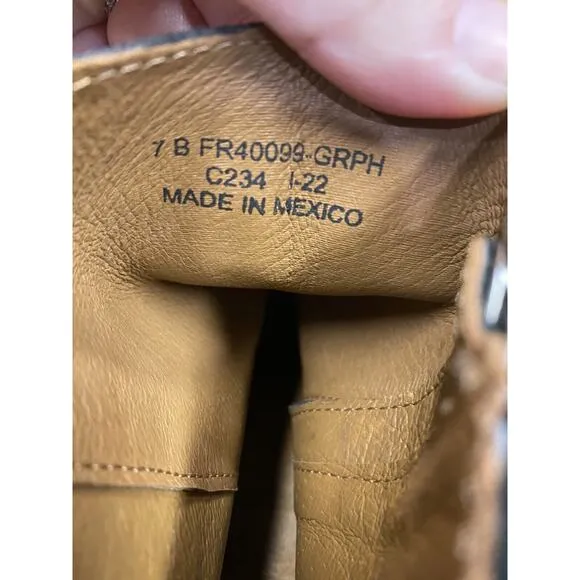 7 B FR40099-GRPH
C234 I-22
MADE IN MEXICO